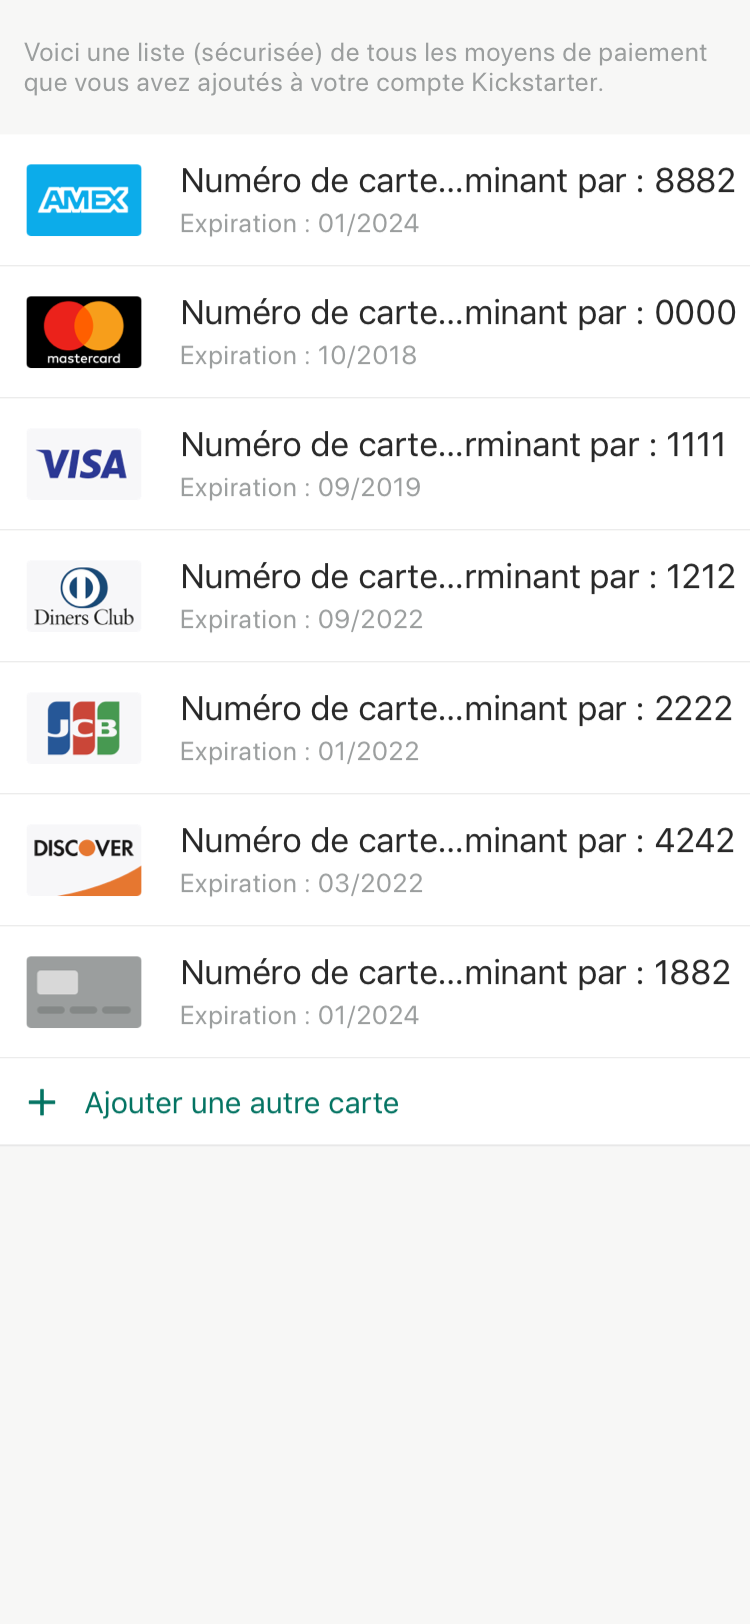 Voici une liste (sécurisée) de tous les moyens de paiement
que vous avez ajoutés à votre compte Kickstarter.
AMEX
Numéro de carte...minant par : 8882
Expiration : 01/2024
mastercard
Numéro de carte...minant par : 0000
Expiration : 10/2018
VISA
Numéro de carte...rminant par : 1111
Expiration : 09/2019
Diners Club
Numéro de carte...rminant par : 1212
Expiration : 09/2022
JCB
Numéro de carte...minant par : 2222
Expiration : 01/2022
DISCOVER
Numéro de carte...minant par : 4242
Expiration : 03/2022
Numéro de carte...minant par : 1882
Expiration : 01/2024
+ Ajouter une autre carte